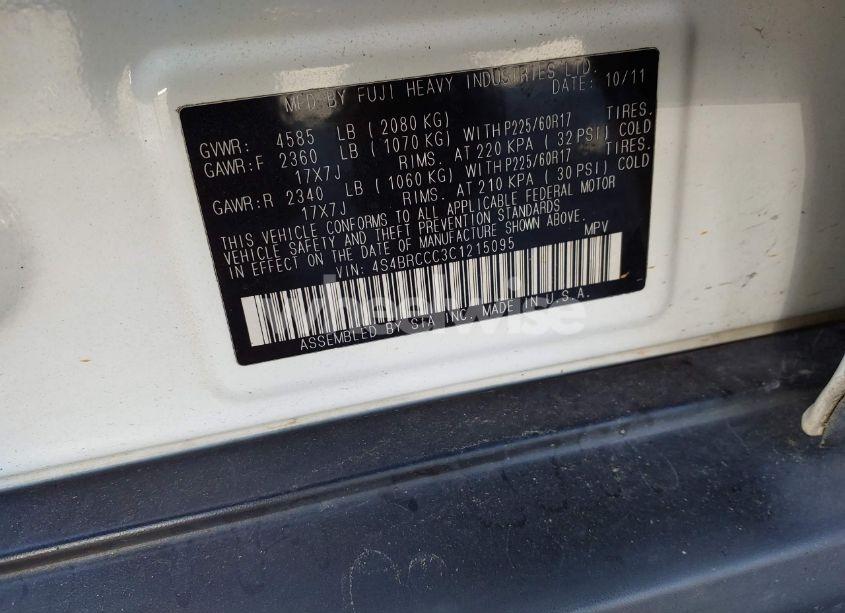 MFD. BY FUJI HEAVY INDUSTRIES LTD.
DATE: 10/11
GVWR: 4585 LB ( 2080 KG)
GAWR:F 2360 LB ( 1070 KG) WITH P225/60R17 TIRES.
17X7J RIMS. AT 220 KPA ( 32 PSI) COLD
GAWR:R 2340 LB ( 1060 KG) WITH P225/60R17 TIRES.
17X7J RIMS. AT 210 KPA ( 30 PSI) COLD
THIS VEHICLE CONFORMS TO ALL APPLICABLE FEDERAL MOTOR
VEHICLE SAFETY AND THEFT PREVENTION STANDARDS
IN EFFECT ON THE DATE OF MANUFACTURE SHOWN ABOVE.
VIN: 4S4BRCCC3C1215095 MPV
wheelwise
ASSEMBLED BY SIA INC. MADE IN U.S.A.